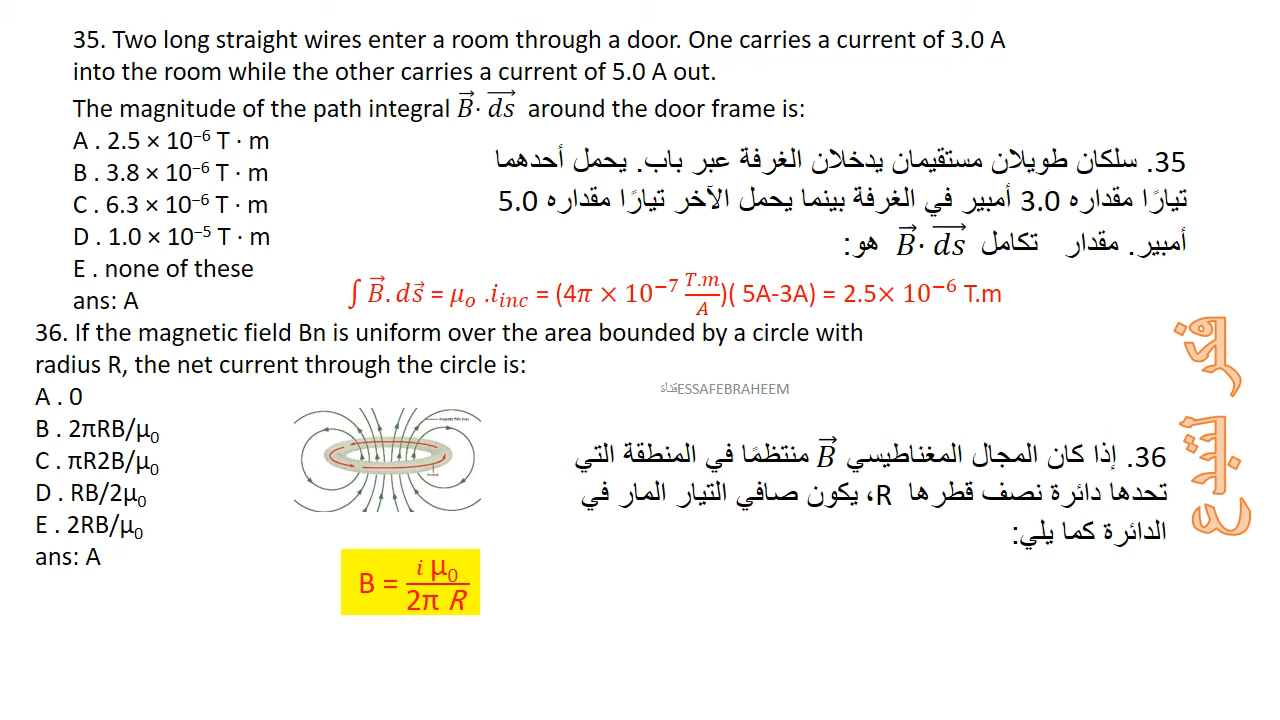 35. Two long straight wires enter a room through a door. One carries a current of 3.0 A
into the room while the other carries a current of 5.0 A out.
The magnitude of the path integral B⃗· ds⃗ around the door frame is:
A . 2.5 × 10⁻⁶ T · m
B . 3.8 × 10⁻⁶ T · m
C . 6.3 × 10⁻⁶ T · m
D . 1.0 × 10⁻⁵ T · m
E . none of these
ans: A
35. سلكان طويلان مستقيمان يدخلان الغرفة عبر باب. يحمل أحدهما
تيارًا مقداره 3.0 أمبير في الغرفة بينما يحمل الآخر تيارًا مقداره 5.0
أمبير. مقدار تكامل B⃗· ds⃗ هو:
∫ B⃗. ds⃗ = μₒ .i_inc = (4π × 10⁻⁷ T.m/A)( 5A-3A) = 2.5× 10⁻⁶ T.m
36. If the magnetic field Bn is uniform over the area bounded by a circle with
radius R, the net current through the circle is:
A . 0
B . 2πRB/μ₀
C . πR2B/μ₀
D . RB/2μ₀
E . 2RB/μ₀
ans: A
قناةESSAFEBRAHEEM
36. إذا كان المجال المغناطيسي B⃗ منتظمًا في المنطقة التي
تحدها دائرة نصف قطرها R، يكون صافي التيار المار في
الدائرة كما يلي:
B = i μ₀ / 2π R